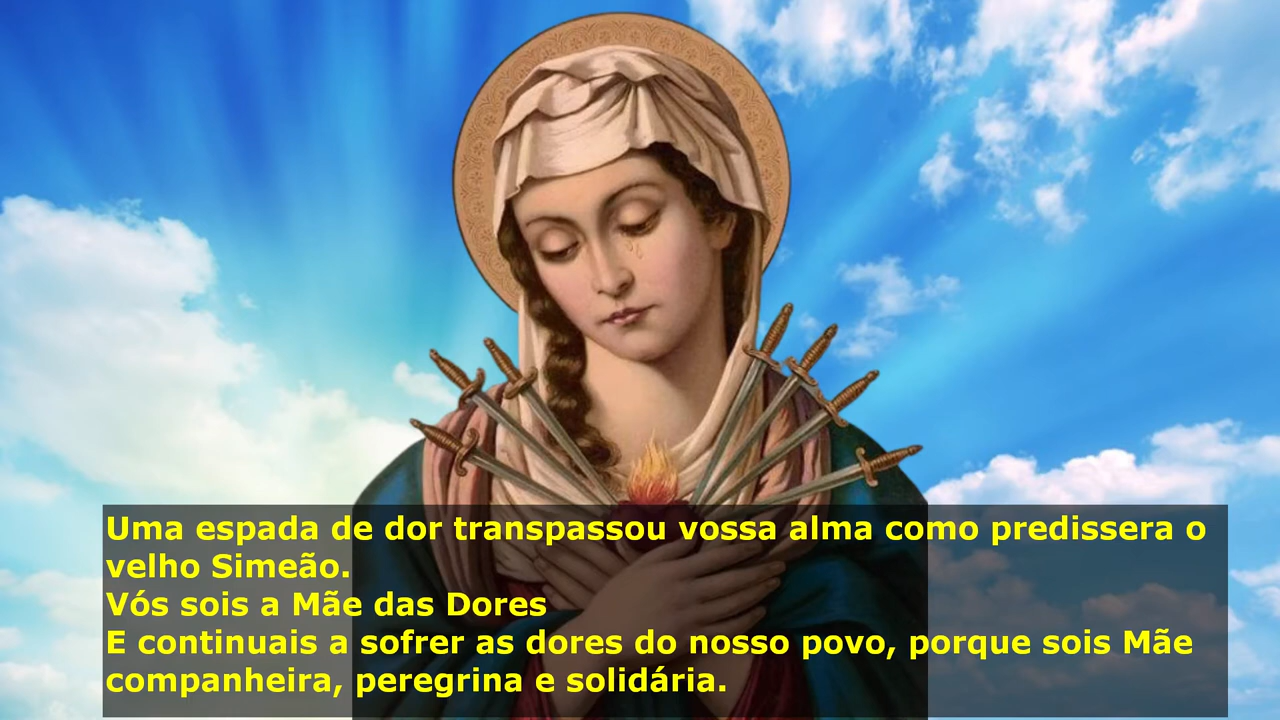 Uma espada de dor transpassou vossa alma como predissera o
velho Simeão.
Vós sois a Mãe das Dores
E continuais a sofrer as dores do nosso povo, porque sois Mãe
companheira, peregrina e solidária.